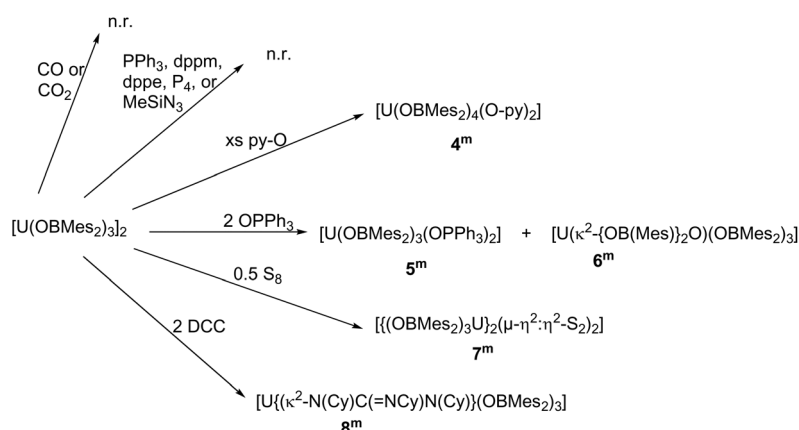 n.r.
CO or
CO₂
PPh₃, dppm,
dppe, P₄, or
MeSiN₃
n.r.
xs py-O
[U(OBMes₂)₄(O-py)₂]
4ᵐ
[U(OBMes₂)₃]₂
2 OPPh₃
[U(OBMes₂)₃(OPPh₃)₂] + [U(κ²-{OB(Mes)}₂O)(OBMes₂)₃]
5ᵐ 6ᵐ
0.5 S₈
[{(OBMes₂)₃U}₂(μ-η²:η²-S₂)₂]
7ᵐ
2 DCC
[U{(κ²-N(Cy)C(=NCy)N(Cy)}(OBMes₂)₃]
8ᵐ